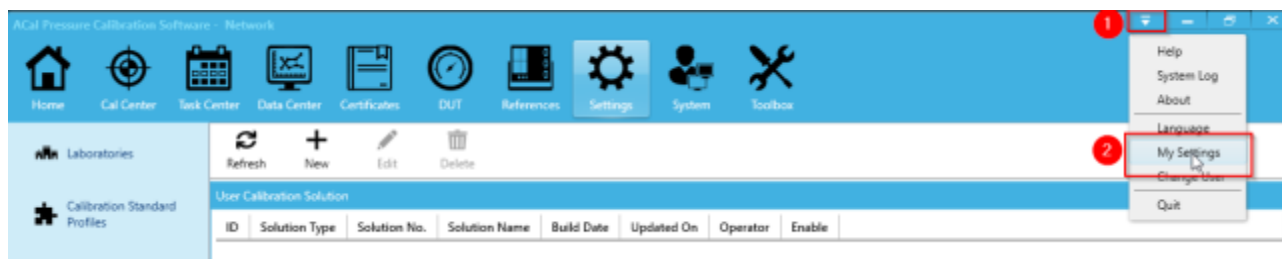 ACal Pressure Calibration Software - Network
1
Home Cal Center Task Center Data Center Certificates DUT References Settings System Toolbox
Help
System Log
About
Language
2 My Settings
Change User
Quit
Laboratories
Calibration Standard
Profiles
Refresh New Edit Delete
User Calibration Solution
ID Solution Type Solution No. Solution Name Build Date Updated On Operator Enable